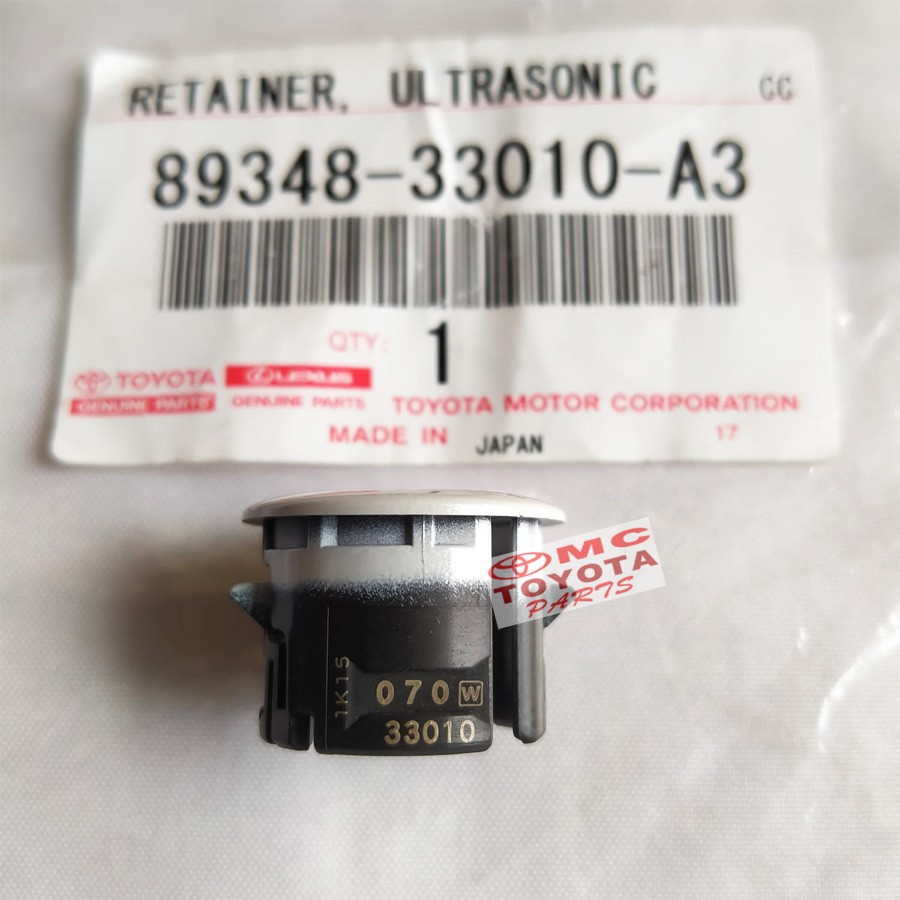 RETAINER, ULTRASONIC CG
89348-33010-A3
QTY: 1
TOYOTA LEXUS
GENUINE PARTS GENUINE PARTS TOYOTA MOTOR CORPORATION
MADE IN JAPAN 17
MC
TOYOTA
PARTS
1K15
070 W
33010